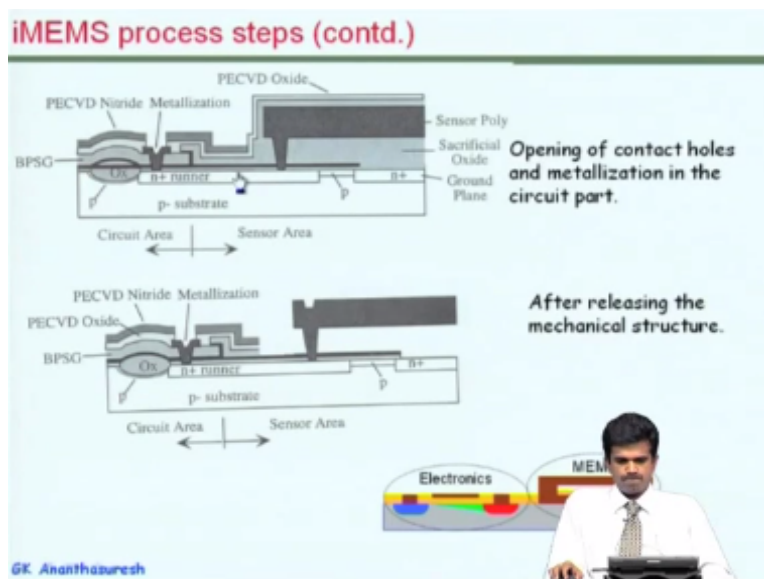 iMEMS process steps (contd.)
PECVD Oxide
PECVD Nitride Metallization
Sensor Poly
Sacrificial
Oxide
BPSG
Ox
n+ runner
n+
Ground
Plane
p
p
p- substrate
Circuit Area
Sensor Area
Opening of contact holes
and metallization in the
circuit part.
PECVD Nitride Metallization
PECVD Oxide
BPSG
Ox
n+ runner
n+
p
p
p- substrate
Circuit Area
Sensor Area
After releasing the
mechanical structure.
Electronics
MEM
GK Ananthasuresh